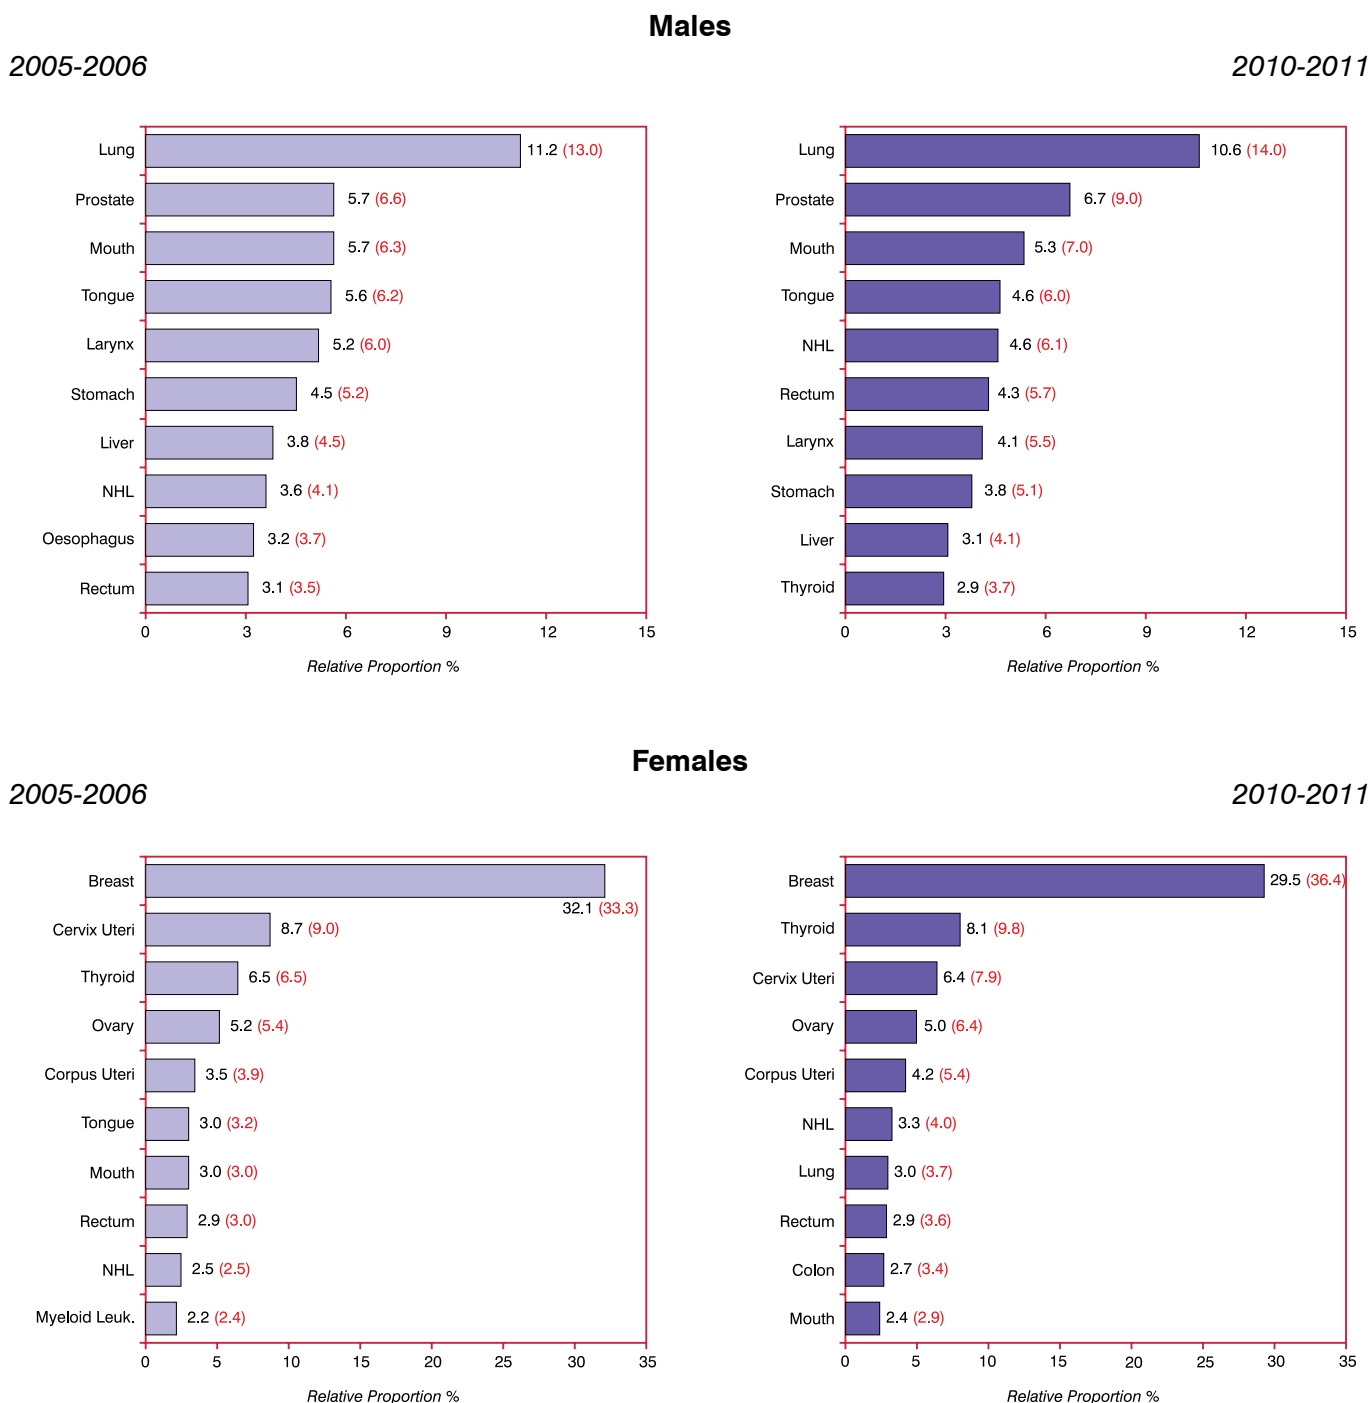 Males
2005-2006
2010-2011
Lung 11.2 (13.0)
Prostate 5.7 (6.6)
Mouth 5.7 (6.3)
Tongue 5.6 (6.2)
Larynx 5.2 (6.0)
Stomach 4.5 (5.2)
Liver 3.8 (4.5)
NHL 3.6 (4.1)
Oesophagus 3.2 (3.7)
Rectum 3.1 (3.5)
0 3 6 9 12 15
Relative Proportion %
Lung 10.6 (14.0)
Prostate 6.7 (9.0)
Mouth 5.3 (7.0)
Tongue 4.6 (6.0)
NHL 4.6 (6.1)
Rectum 4.3 (5.7)
Larynx 4.1 (5.5)
Stomach 3.8 (5.1)
Liver 3.1 (4.1)
Thyroid 2.9 (3.7)
0 3 6 9 12 15
Relative Proportion %
Females
2005-2006
2010-2011
Breast
32.1 (33.3)
Cervix Uteri 8.7 (9.0)
Thyroid 6.5 (6.5)
Ovary 5.2 (5.4)
Corpus Uteri 3.5 (3.9)
Tongue 3.0 (3.2)
Mouth 3.0 (3.0)
Rectum 2.9 (3.0)
NHL 2.5 (2.5)
Myeloid Leuk. 2.2 (2.4)
0 5 10 15 20 25 30 35
Relative Proportion %
Breast 29.5 (36.4)
Thyroid 8.1 (9.8)
Cervix Uteri 6.4 (7.9)
Ovary 5.0 (6.4)
Corpus Uteri 4.2 (5.4)
NHL 3.3 (4.0)
Lung 3.0 (3.7)
Rectum 2.9 (3.6)
Colon 2.7 (3.4)
Mouth 2.4 (2.9)
0 5 10 15 20 25 30 35
Relative Proportion %